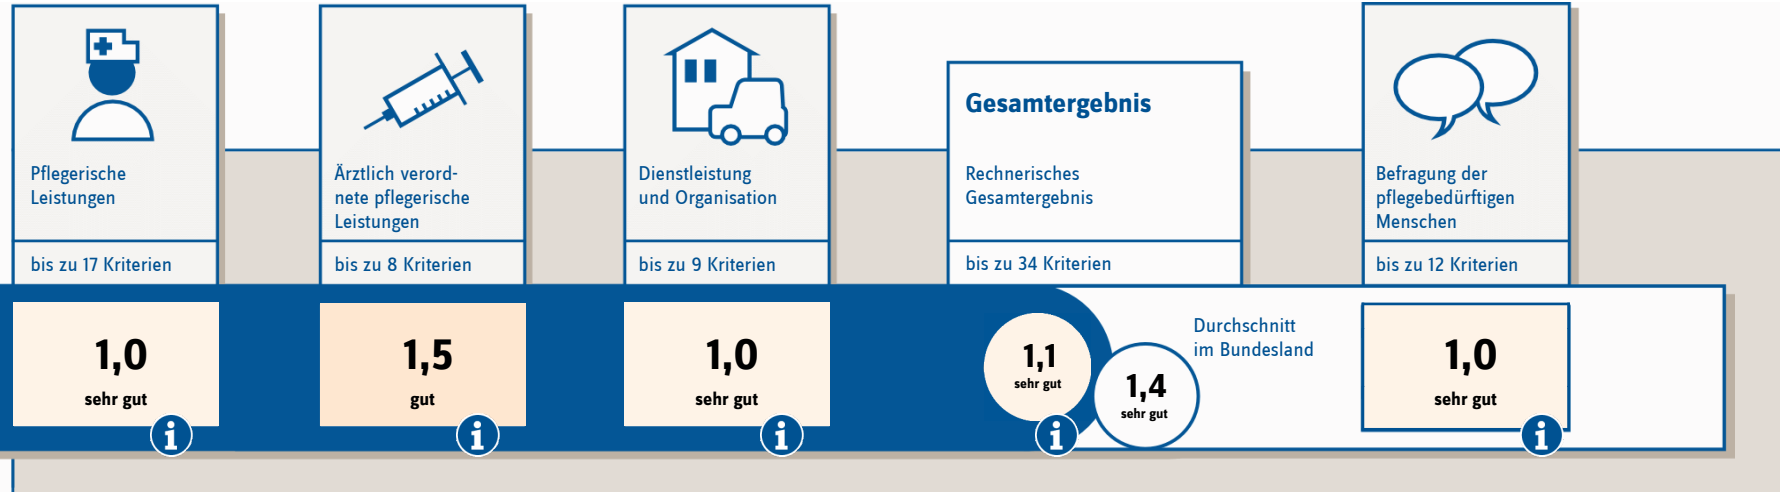 Pflegerische
Leistungen
bis zu 17 Kriterien
1,0
sehr gut
i
Ärztlich verord-
nete pflegerische
Leistungen
bis zu 8 Kriterien
1,5
gut
i
Dienstleistung
und Organisation
bis zu 9 Kriterien
1,0
sehr gut
i
Gesamtergebnis
Rechnerisches
Gesamtergebnis
bis zu 34 Kriterien
1,1
sehr gut
i
Durchschnitt
im Bundesland
1,4
sehr gut
Befragung der
pflegebedürftigen
Menschen
bis zu 12 Kriterien
1,0
sehr gut
i